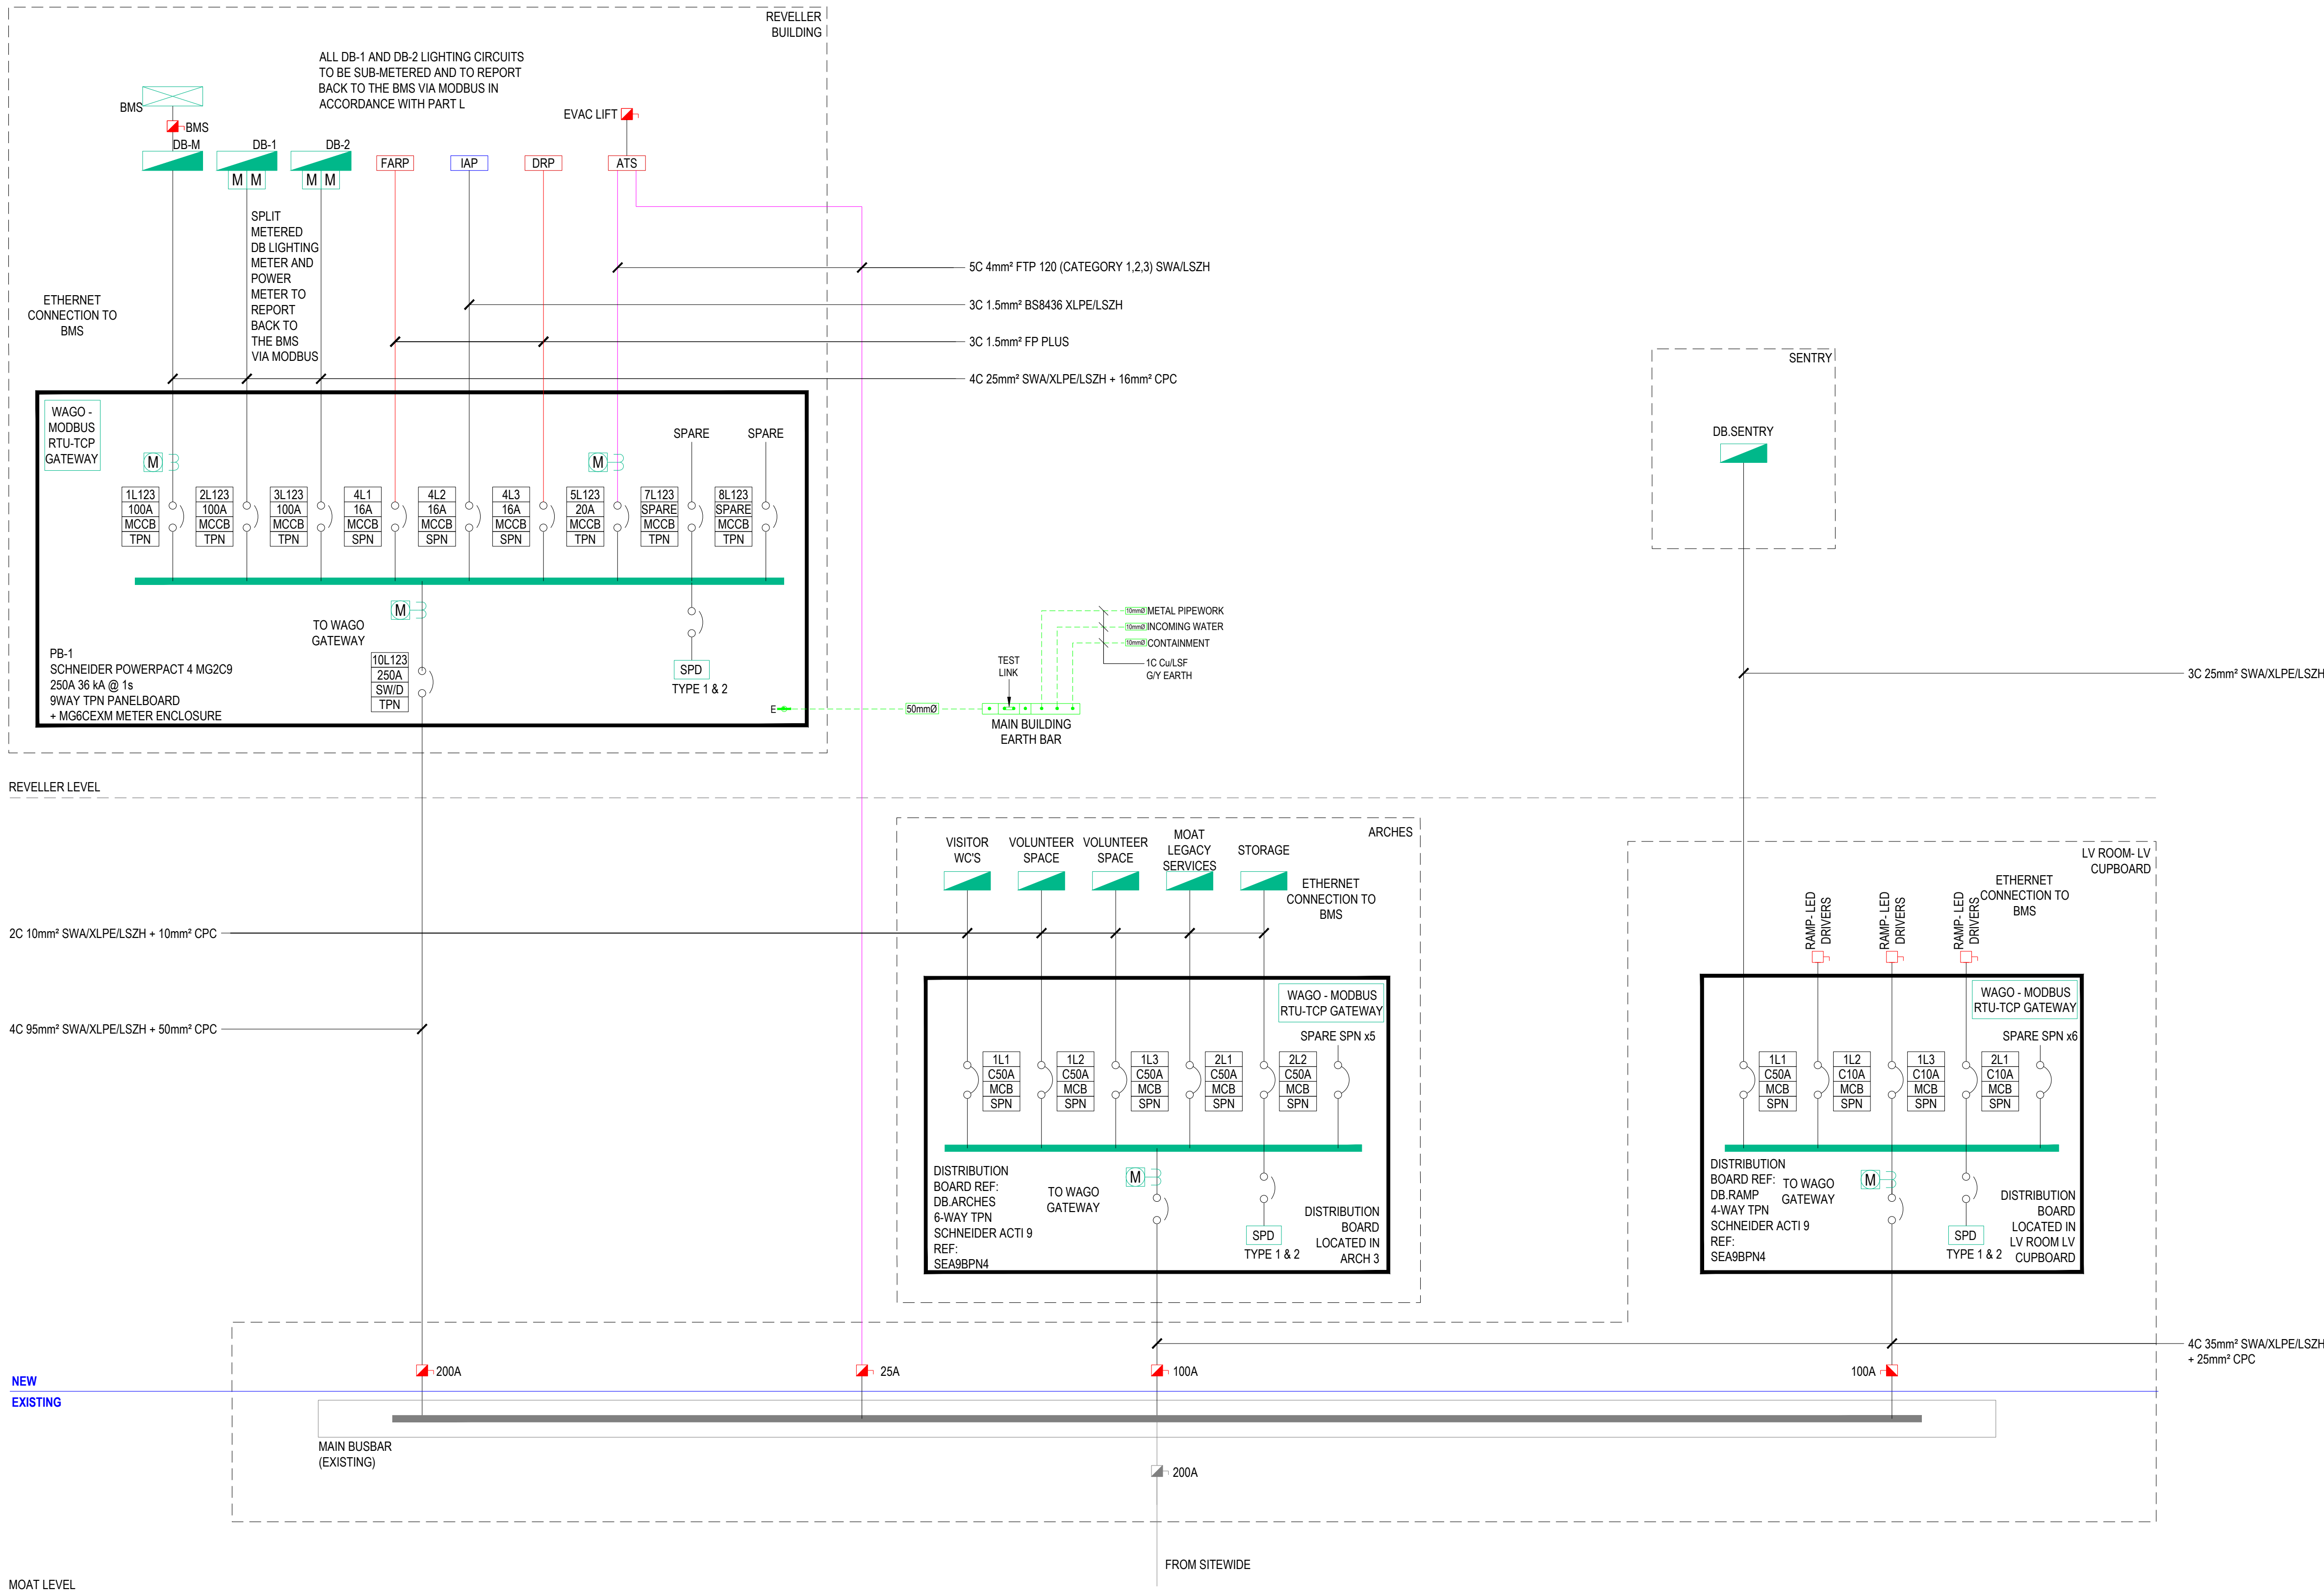 REVELLER
BUILDING
ALL DB-1 AND DB-2 LIGHTING CIRCUITS
TO BE SUB-METERED AND TO REPORT
BACK TO THE BMS VIA MODBUS IN
ACCORDANCE WITH PART L
BMS
BMS
EVAC LIFT
DB-M
DB-1
DB-2
M M
M M
FARP
IAP
DRP
ATS
SPLIT
METERED
DB LIGHTING
METER AND
POWER
METER TO
REPORT
BACK TO
THE BMS
VIA MODBUS
ETHERNET
CONNECTION TO
BMS
5C 4mm² FTP 120 (CATEGORY 1,2,3) SWA/LSZH
3C 1.5mm² BS8436 XLPE/LSZH
3C 1.5mm² FP PLUS
4C 25mm² SWA/XLPE/LSZH + 16mm² CPC
WAGO -
MODBUS
RTU-TCP
GATEWAY
M
M
SPARE
SPARE
1L123
100A
MCCB
TPN
2L123
100A
MCCB
TPN
3L123
100A
MCCB
TPN
4L1
16A
MCCB
SPN
4L2
16A
MCCB
SPN
4L3
16A
MCCB
SPN
5L123
20A
MCCB
TPN
7L123
SPARE
MCCB
TPN
8L123
SPARE
MCCB
TPN
M
TO WAGO
GATEWAY
10L123
250A
SW/D
TPN
SPD
TYPE 1 & 2
PB-1
SCHNEIDER POWERPACT 4 MG2C9
250A 36 kA @ 1s
9WAY TPN PANELBOARD
+ MG6CEXM METER ENCLOSURE
E
50mmØ
TEST
LINK
MAIN BUILDING
EARTH BAR
10mmØ METAL PIPEWORK
10mmØ INCOMING WATER
10mmØ CONTAINMENT
1C Cu/LSF
G/Y EARTH
SENTRY
DB.SENTRY
3C 25mm² SWA/XLPE/LSZH
REVELLER LEVEL
ARCHES
VISITOR
WC'S
VOLUNTEER
SPACE
VOLUNTEER
SPACE
MOAT
LEGACY
SERVICES
STORAGE
ETHERNET
CONNECTION TO
BMS
2C 10mm² SWA/XLPE/LSZH + 10mm² CPC
4C 95mm² SWA/XLPE/LSZH + 50mm² CPC
WAGO - MODBUS
RTU-TCP GATEWAY
SPARE SPN x5
1L1
C50A
MCB
SPN
1L2
C50A
MCB
SPN
1L3
C50A
MCB
SPN
2L1
C50A
MCB
SPN
2L2
C50A
MCB
SPN
DISTRIBUTION
BOARD REF:
DB.ARCHES
6-WAY TPN
SCHNEIDER ACTI 9
REF:
SEA9BPN4
TO WAGO
GATEWAY
M
SPD
TYPE 1 & 2
DISTRIBUTION
BOARD
LOCATED IN
ARCH 3
LV ROOM- LV
CUPBOARD
RAMP- LED
DRIVERS
RAMP- LED
DRIVERS
RAMP- LED
DRIVERS
ETHERNET
CONNECTION TO
BMS
WAGO - MODBUS
RTU-TCP GATEWAY
SPARE SPN x6
1L1
C50A
MCB
SPN
1L2
C10A
MCB
SPN
1L3
C10A
MCB
SPN
2L1
C10A
MCB
SPN
DISTRIBUTION
BOARD REF:
DB.RAMP
4-WAY TPN
SCHNEIDER ACTI 9
REF:
SEA9BPN4
TO WAGO
GATEWAY
M
SPD
TYPE 1 & 2
DISTRIBUTION
BOARD
LOCATED IN
LV ROOM LV
CUPBOARD
4C 35mm² SWA/XLPE/LSZH
+ 25mm² CPC
200A
25A
100A
100A
NEW
EXISTING
MAIN BUSBAR
(EXISTING)
200A
FROM SITEWIDE
MOAT LEVEL